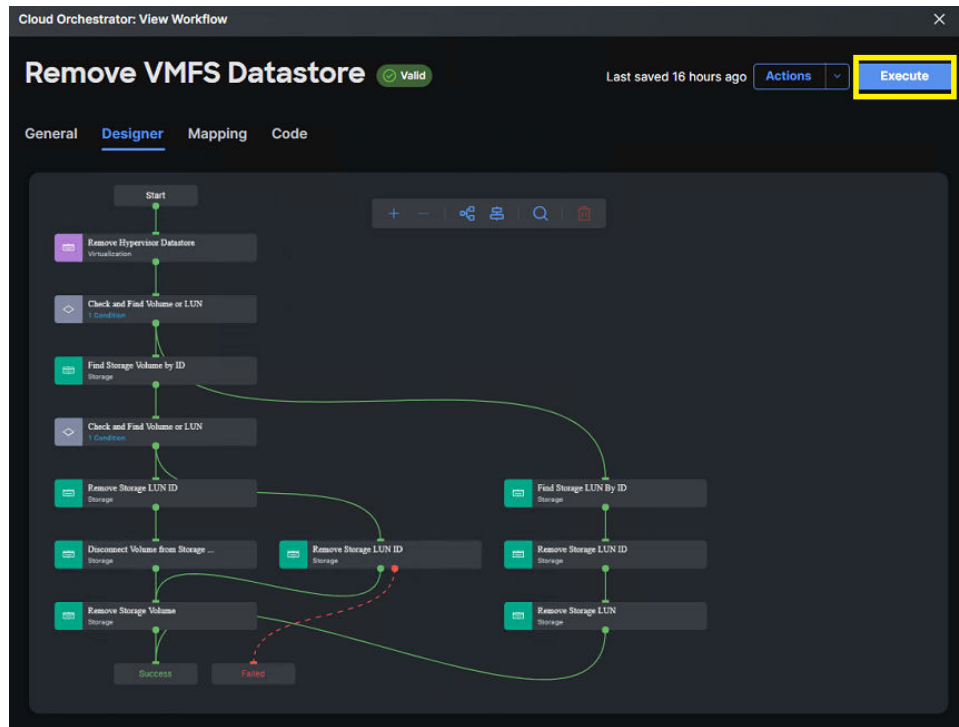 Cloud Orchestrator: View Workflow
Remove VMFS Datastore Valid
Last saved 16 hours ago Actions Execute
General Designer Mapping Code
Start
Remove Hypervisor Datastore
Virtualization
Check and Find Volume or LUN
1 Condition
Find Storage Volume by ID
Storage
Check and Find Volume or LUN
1 Condition
Remove Storage LUN ID
Storage
Find Storage LUN By ID
Storage
Disconnect Volume from Storage ...
Storage
Remove Storage LUN ID
Storage
Remove Storage LUN ID
Storage
Remove Storage Volume
Storage
Remove Storage LUN
Storage
Success
Failed